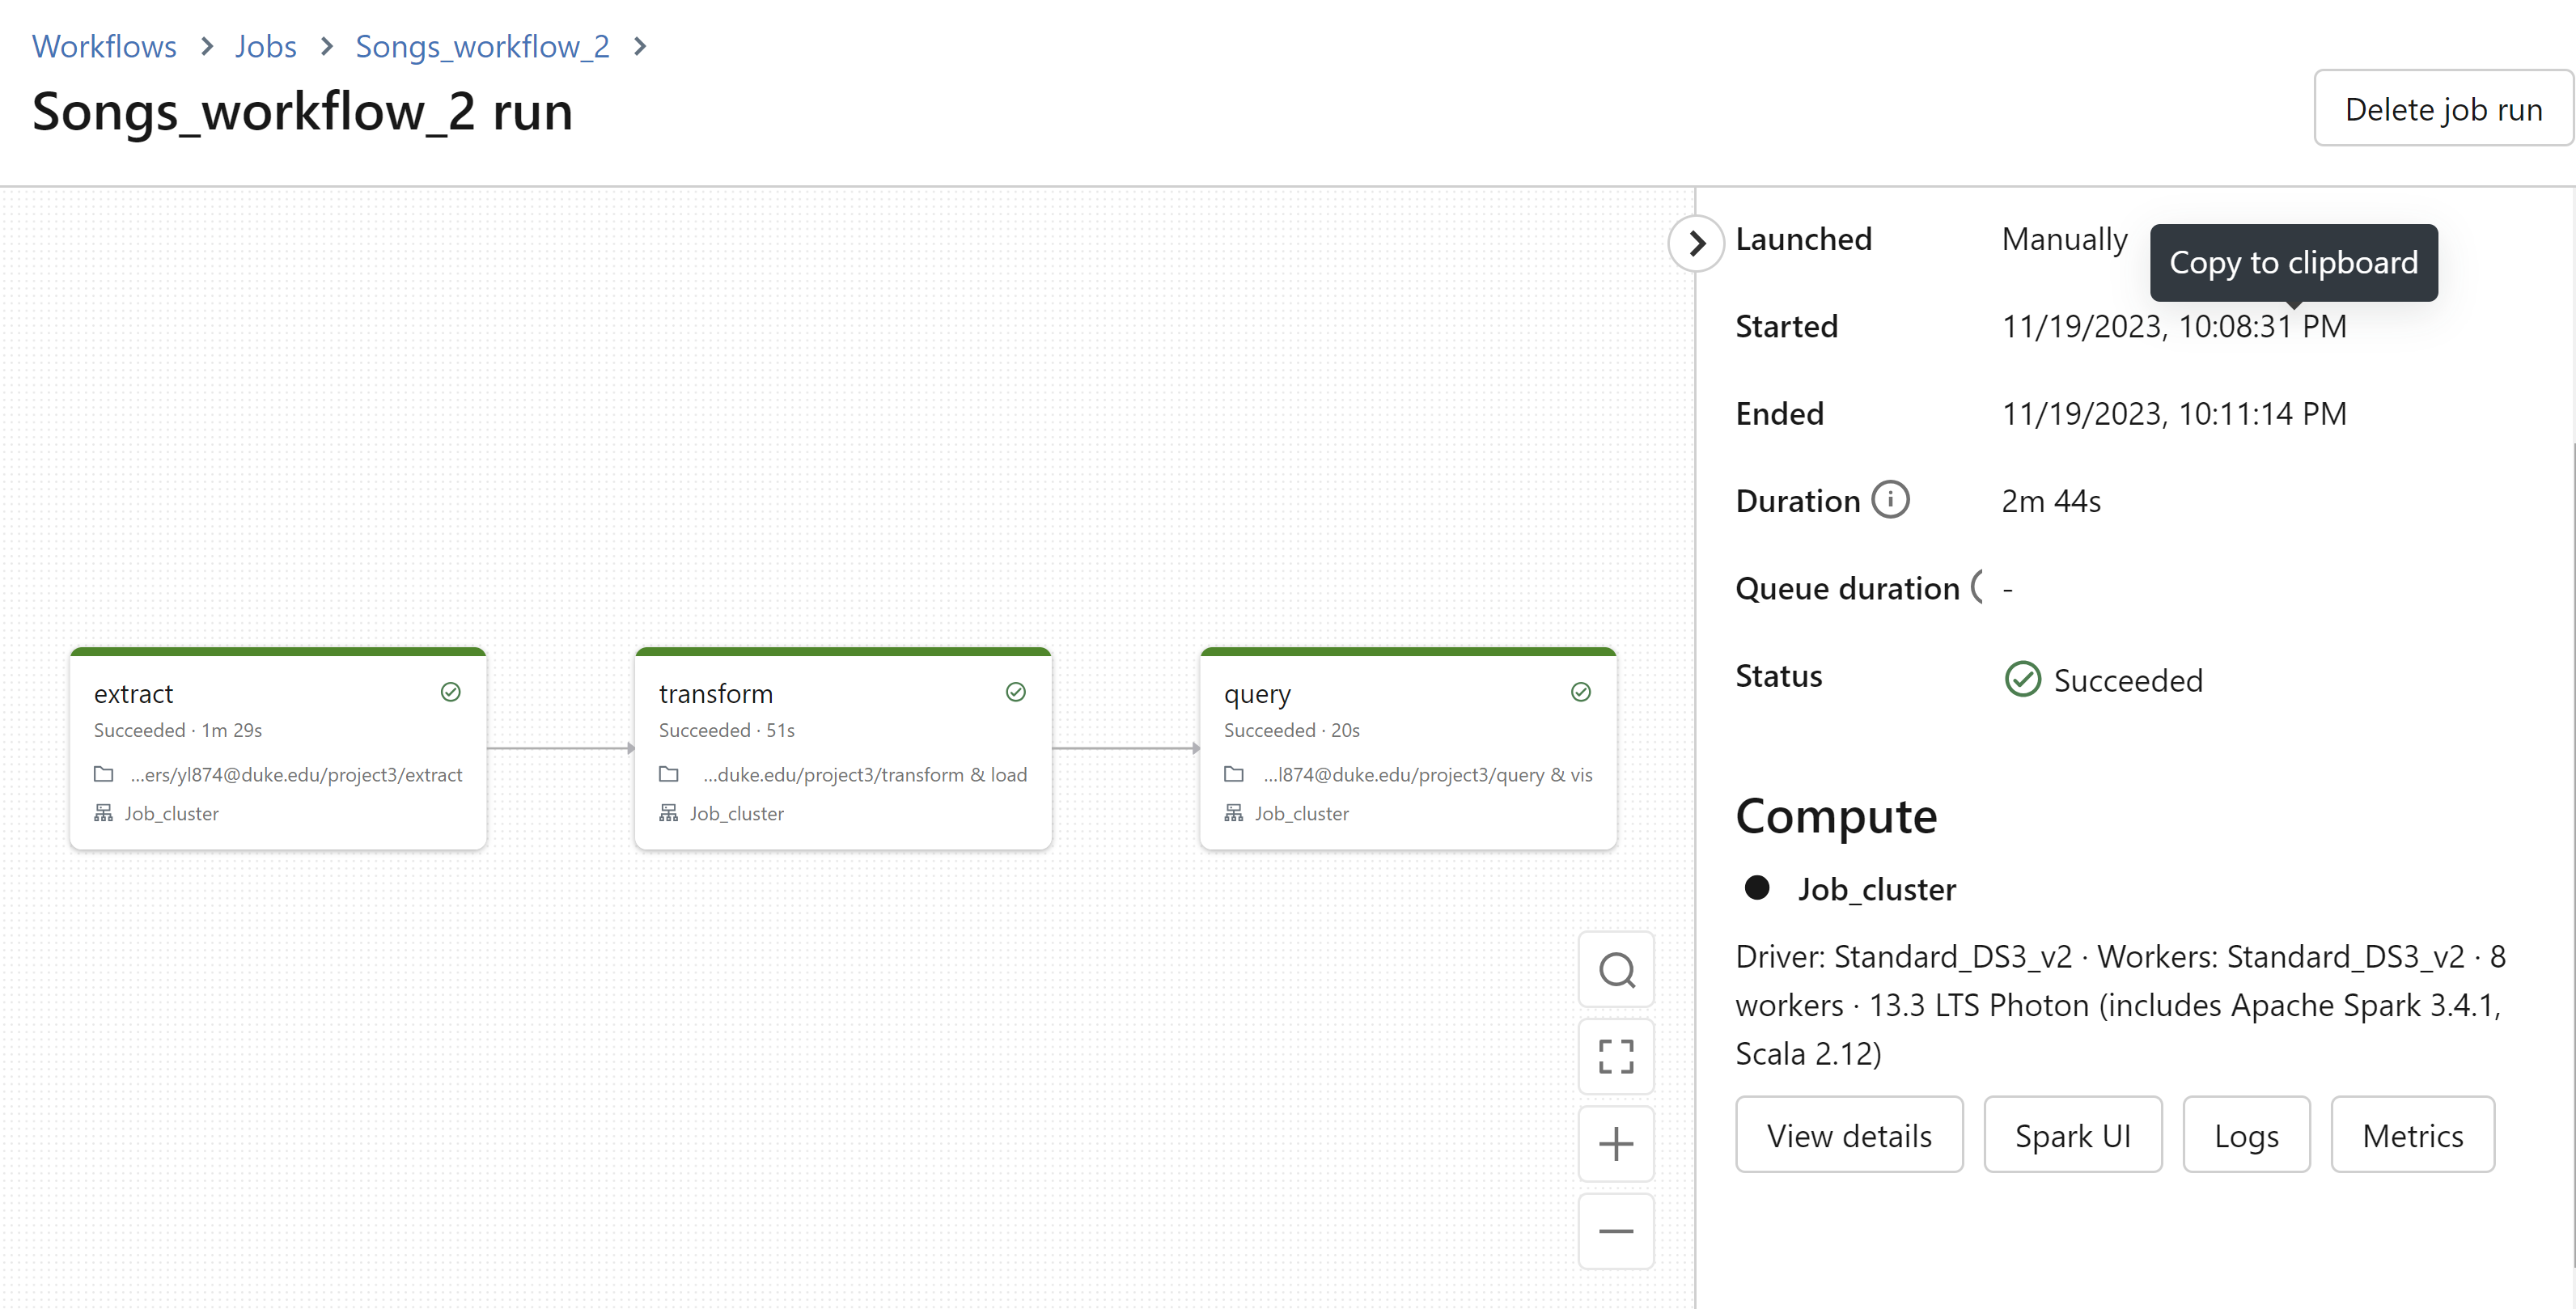 Workflows > Jobs > Songs_workflow_2 >
Songs_workflow_2 run
Delete job run
extract
Succeeded · 1m 29s
...ers/yl874@duke.edu/project3/extract
Job_cluster
transform
Succeeded · 51s
...duke.edu/project3/transform & load
Job_cluster
query
Succeeded · 20s
...l874@duke.edu/project3/query & vis
Job_cluster
Launched Manually
Copy to clipboard
Started 11/19/2023, 10:08:31 PM
Ended 11/19/2023, 10:11:14 PM
Duration 2m 44s
Queue duration -
Status Succeeded
Compute
Job_cluster
Driver: Standard_DS3_v2 · Workers: Standard_DS3_v2 · 8
workers · 13.3 LTS Photon (includes Apache Spark 3.4.1,
Scala 2.12)
View details
Spark UI
Logs
Metrics